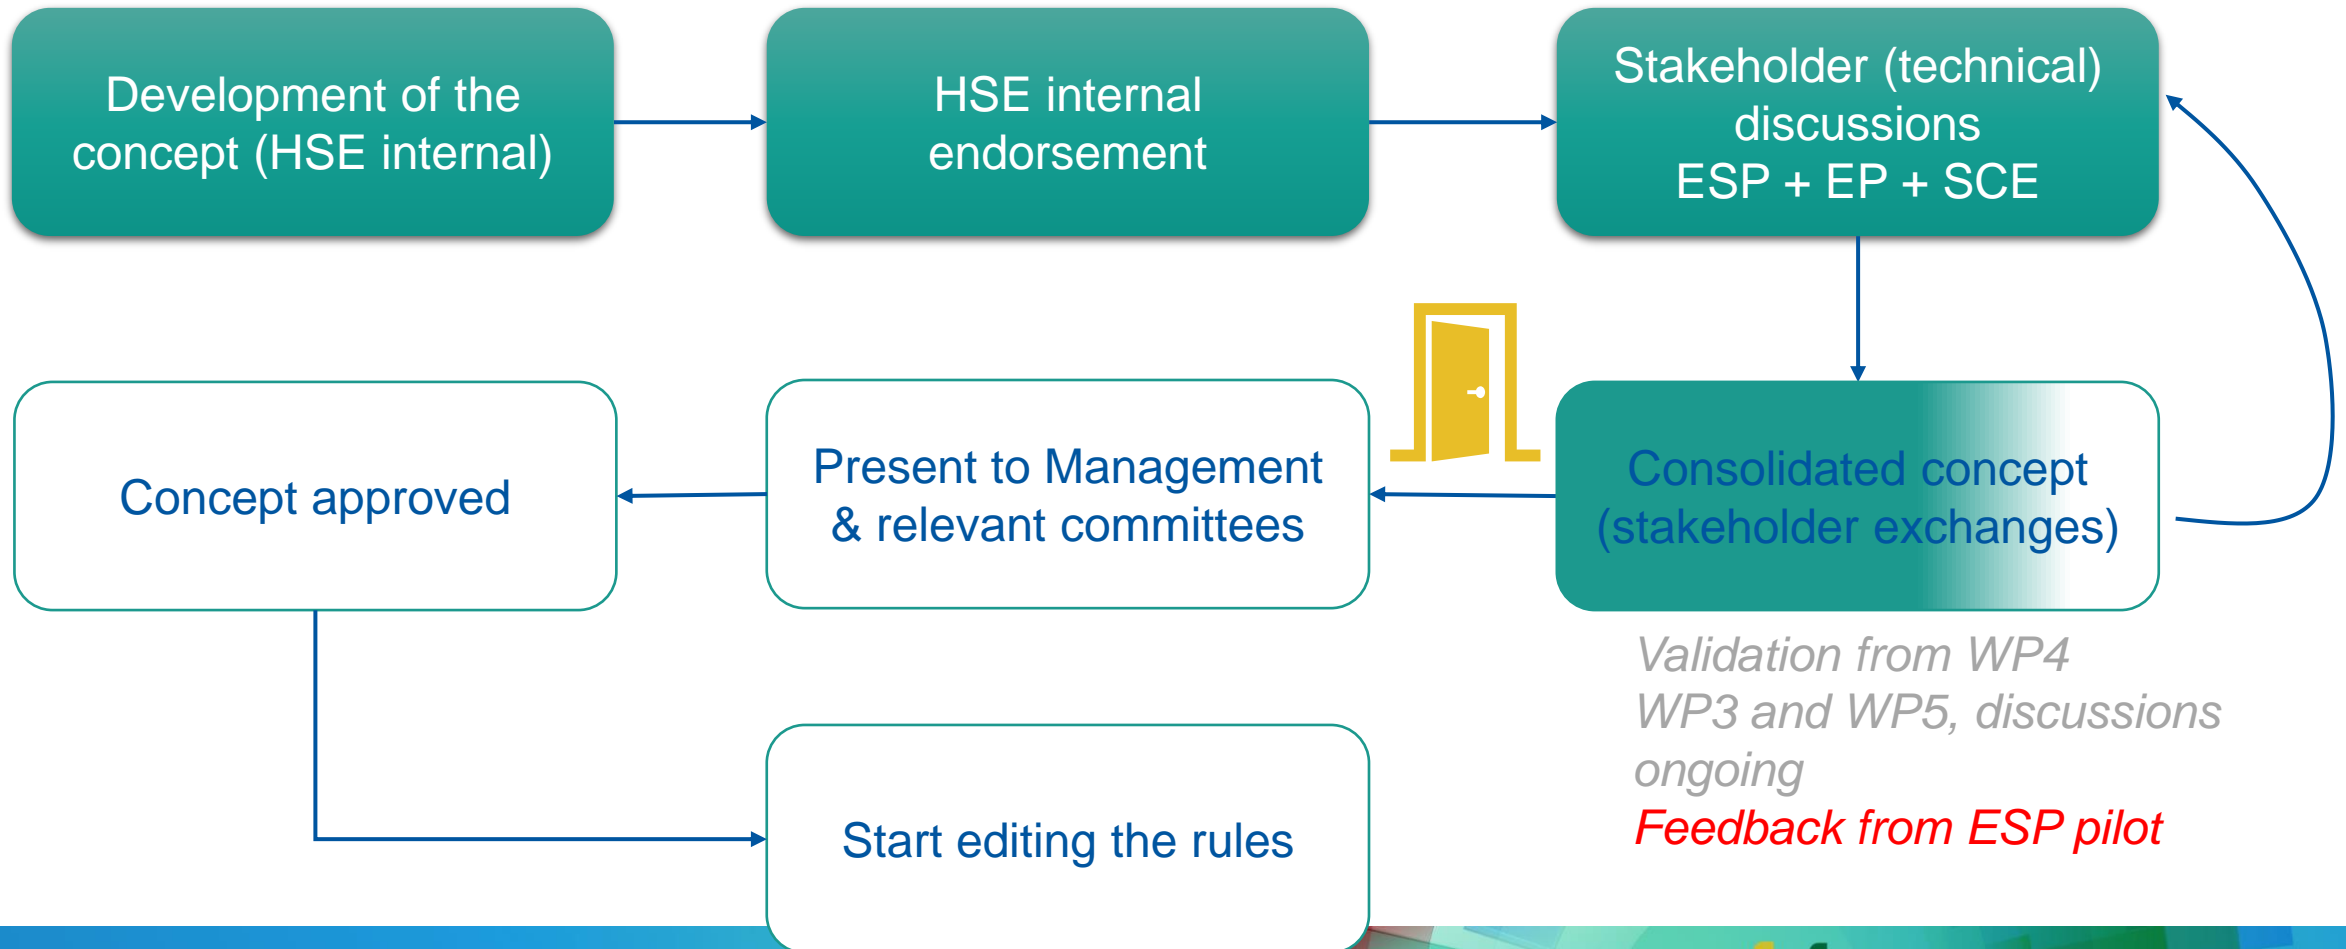 Development of the
concept (HSE internal)
HSE internal
endorsement
Stakeholder (technical)
discussions
ESP + EP + SCE
Concept approved
Present to Management
& relevant committees
Consolidated concept
(stakeholder exchanges)
Validation from WP4
WP3 and WP5, discussions
ongoing
Feedback from ESP pilot
Start editing the rules